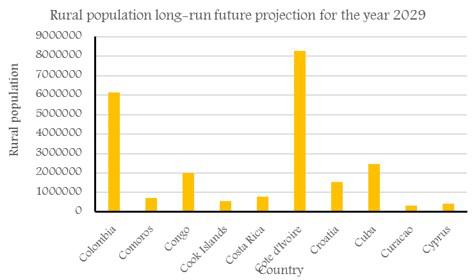 Rural population long-run future projection for the year 2029
Rural population
9000000
8000000
7000000
6000000
5000000
4000000
3000000
2000000
1000000
0
Colombia
Comoros
Congo
Cook Islands
Costa Rica
Cote d'Ivoire
Croatia
Cuba
Curacao
Cyprus
Country